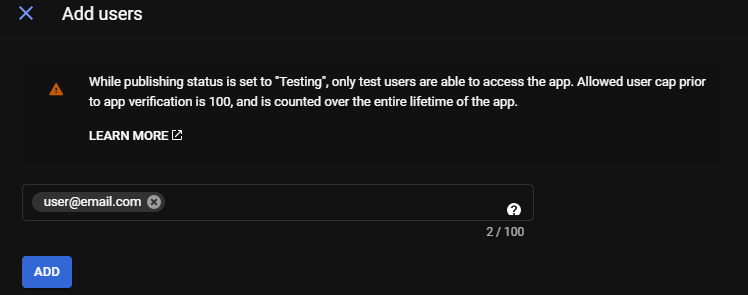 Add users
While publishing status is set to "Testing", only test users are able to access the app. Allowed user cap prior
to app verification is 100, and is counted over the entire lifetime of the app.
LEARN MORE
user@email.com
2 / 100
ADD